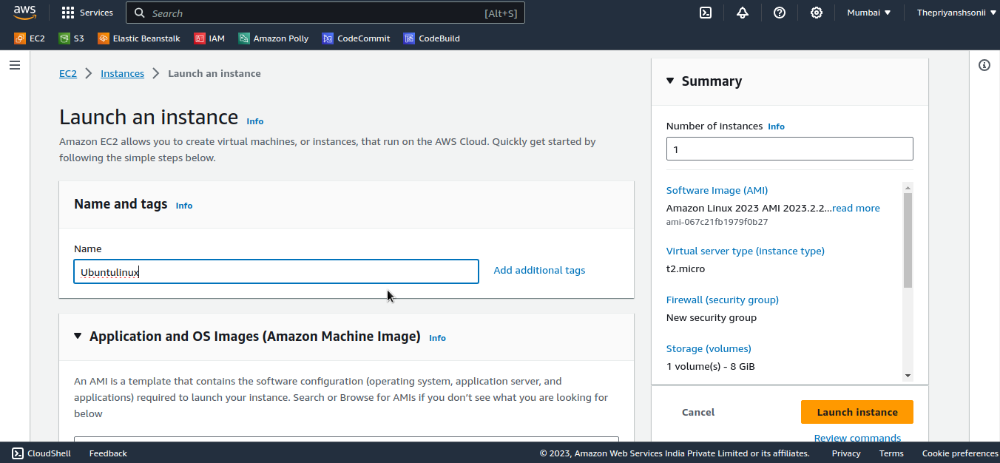 aws Services Search [Alt+S] Mumbai Thepriyanshsonii
EC2 S3 Elastic Beanstalk IAM Amazon Polly CodeCommit CodeBuild
EC2 Instances Launch an instance
Launch an instance Info
Amazon EC2 allows you to create virtual machines, or instances, that run on the AWS Cloud. Quickly get started by
following the simple steps below.
Name and tags Info
Name
Ubuntulinux Add additional tags
Application and OS Images (Amazon Machine Image) Info
An AMI is a template that contains the software configuration (operating system, application server, and
applications) required to launch your instance. Search or Browse for AMIs if you don't see what you are looking for
below
Summary
Number of instances Info
1
Software Image (AMI)
Amazon Linux 2023 AMI 2023.2.2...read more
ami-067c21fb1979f0b27
Virtual server type (instance type)
t2.micro
Firewall (security group)
New security group
Storage (volumes)
1 volume(s) - 8 GiB
Cancel Launch instance
Review commands
CloudShell Feedback © 2023, Amazon Web Services India Private Limited or its affiliates. Privacy Terms Cookie preferences